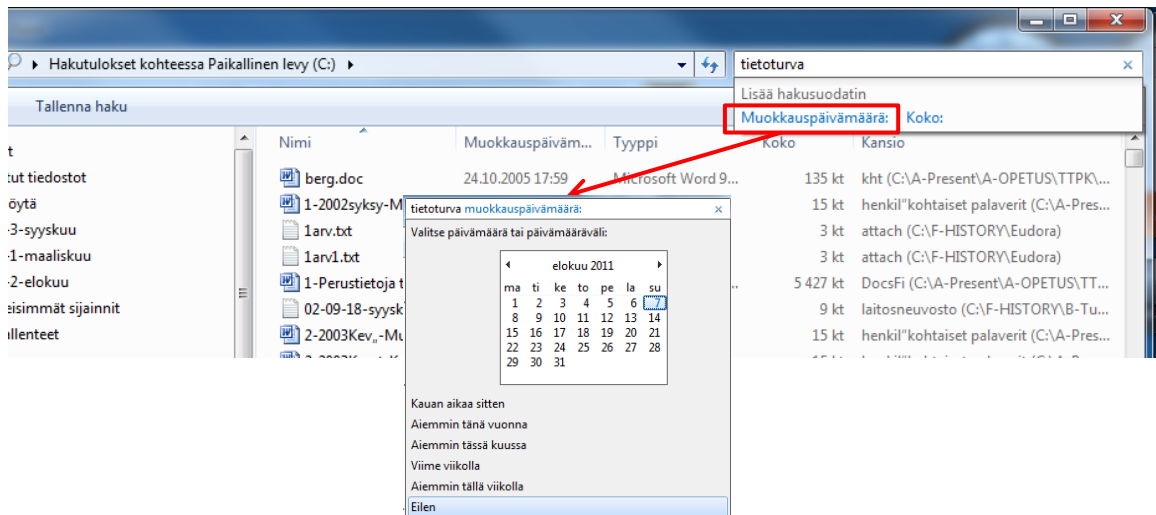 Hakutulokset kohteessa Paikallinen levy (C:)
tietoturva
Lisää hakusuodatin
Muokkauspäivämäärä: Koko:
Tallenna haku
Nimi Muokkauspäiväm... Tyyppi Koko Kansio
tut tiedostot
öytä
-3-syyskuu
-1-maaliskuu
-2-elokuu
eisimmät sijainnit
allenteet
berg.doc 24.10.2005 17:59 Microsoft Word 9... 135 kt kht (C:\A-Present\A-OPETUS\TTPK\...
1-2002syksy-M 15 kt henkil"kohtaiset palaverit (C:\A-Pres...
1arv.txt 3 kt attach (C:\F-HISTORY\Eudora)
1arv1.txt 3 kt attach (C:\F-HISTORY\Eudora)
1-Perustietoja t .. 5 427 kt DocsFi (C:\A-Present\A-OPETUS\TT...
02-09-18-syysk 9 kt laitosneuvosto (C:\F-HISTORY\B-Tu...
2-2003Kev„-Mu 15 kt henkil"kohtaiset palaverit (C:\A-Pres...
tietoturva muokkauspäivämäärä:
Valitse päivämäärä tai päivämääräväli:
elokuu 2011
ma ti ke to pe la su
1 2 3 4 5 6 7
8 9 10 11 12 13 14
15 16 17 18 19 20 21
22 23 24 25 26 27 28
29 30 31
Kauan aikaa sitten
Aiemmin tänä vuonna
Aiemmin tässä kuussa
Viime viikolla
Aiemmin tällä viikolla
Eilen